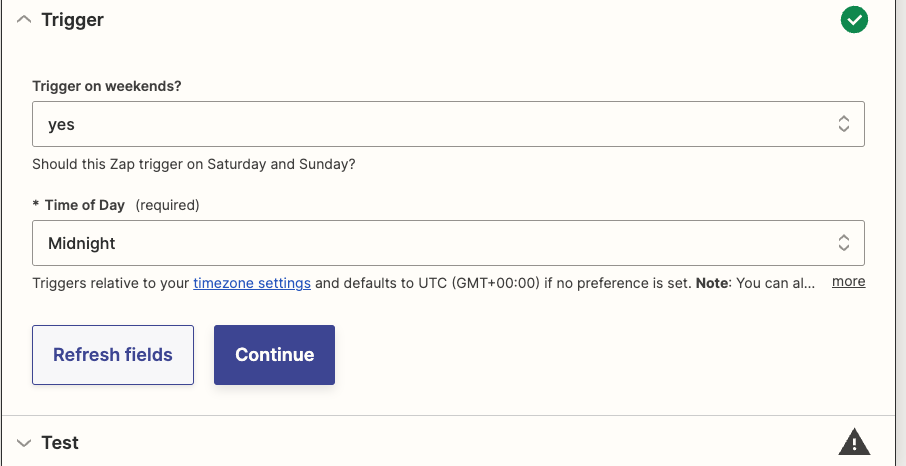 Trigger
Trigger on weekends?
yes
Should this Zap trigger on Saturday and Sunday?
* Time of Day (required)
Midnight
Triggers relative to your timezone settings and defaults to UTC (GMT+00:00) if no preference is set. Note: You can al... more
Refresh fields Continue
Test